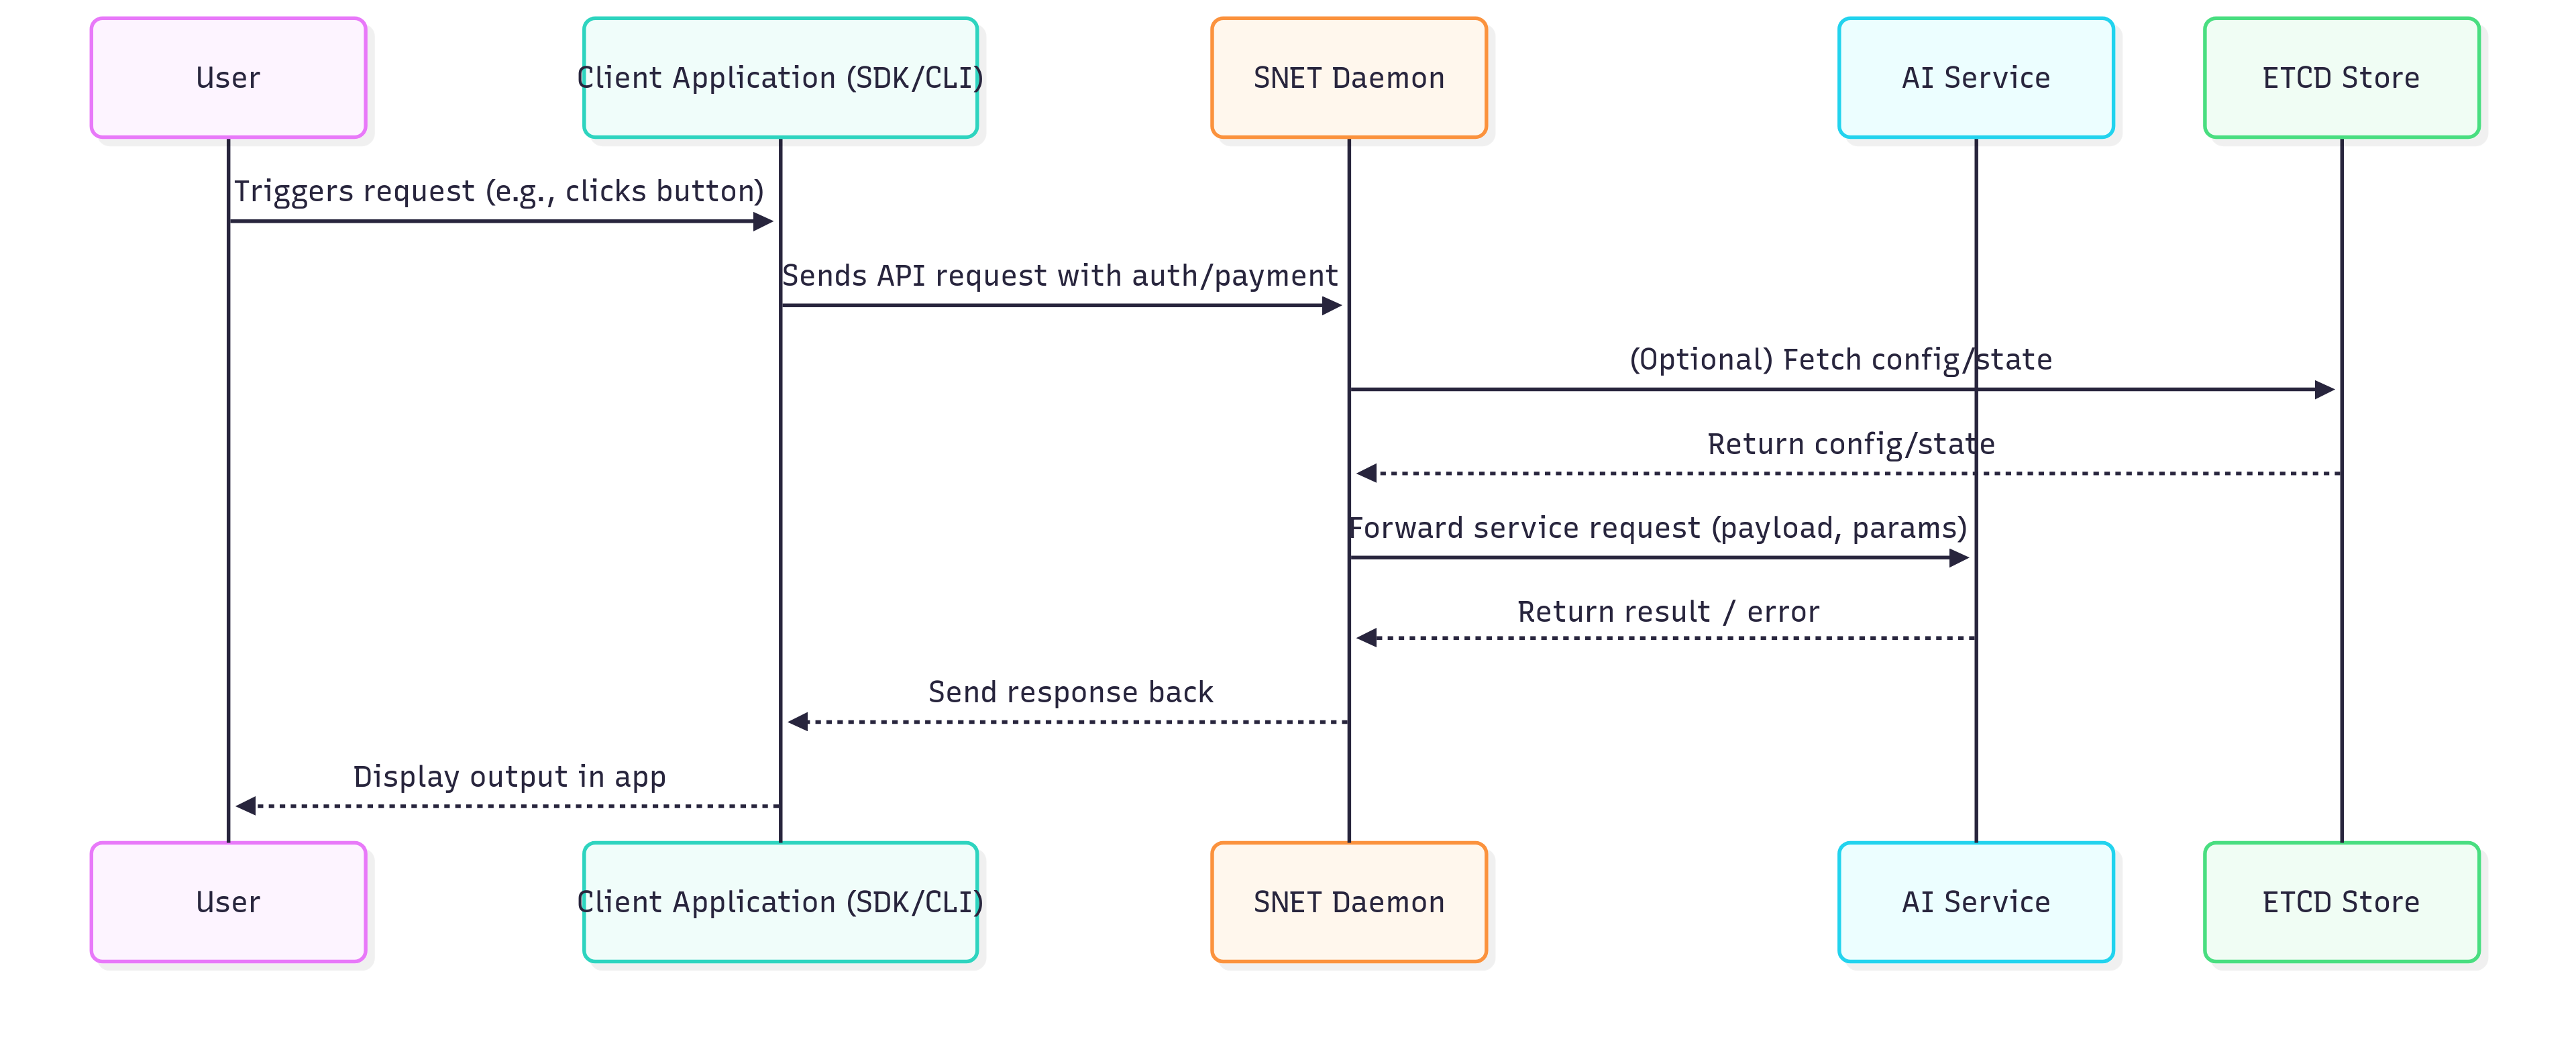 User
Client Application (SDK/CLI)
SNET Daemon
AI Service
ETCD Store
Triggers request (e.g., clicks button)
Sends API request with auth/payment
(Optional) Fetch config/state
Return config/state
Forward service request (payload, params)
Return result / error
Send response back
Display output in app
User
Client Application (SDK/CLI)
SNET Daemon
AI Service
ETCD Store